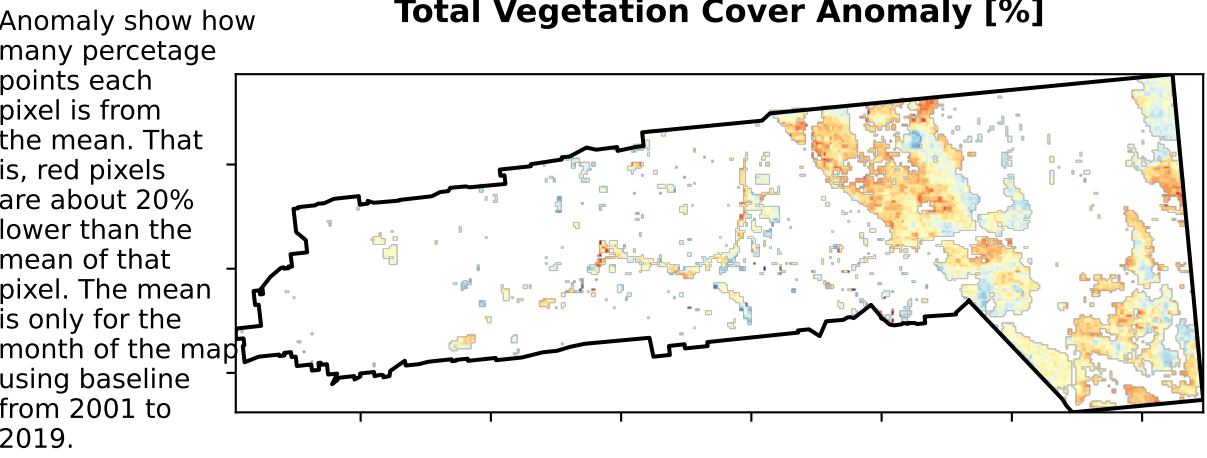 Total Vegetation Cover Anomaly [%]
Anomaly show how
many percetage
points each
pixel is from
the mean. That
is, red pixels
are about 20%
lower than the
mean of that
pixel. The mean
is only for the
month of the map
using baseline
from 2001 to
2019.